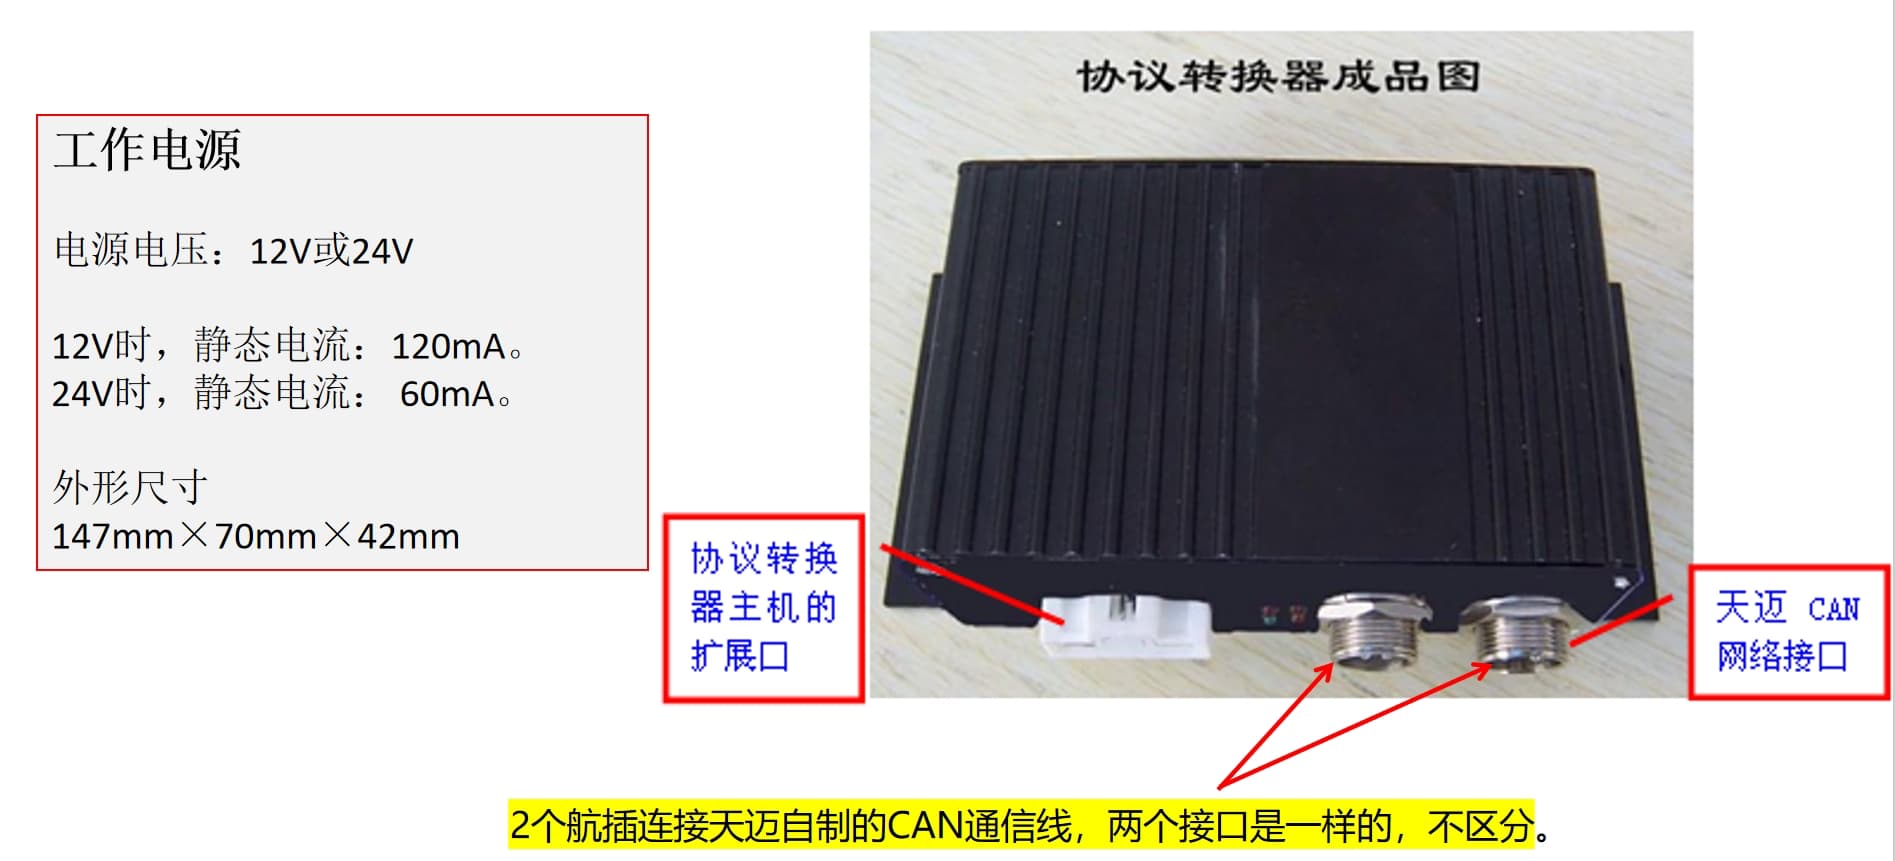 协议转换器成品图
工作电源
电源电压：12V或24V
12V时，静态电流：120mA。
24V时，静态电流： 60mA。
外形尺寸
147mm×70mm×42mm
协议转换
器主机的
扩展口
天迈 CAN
网络接口
2个航插连接天迈自制的CAN通信线，两个接口是一样的，不区分。